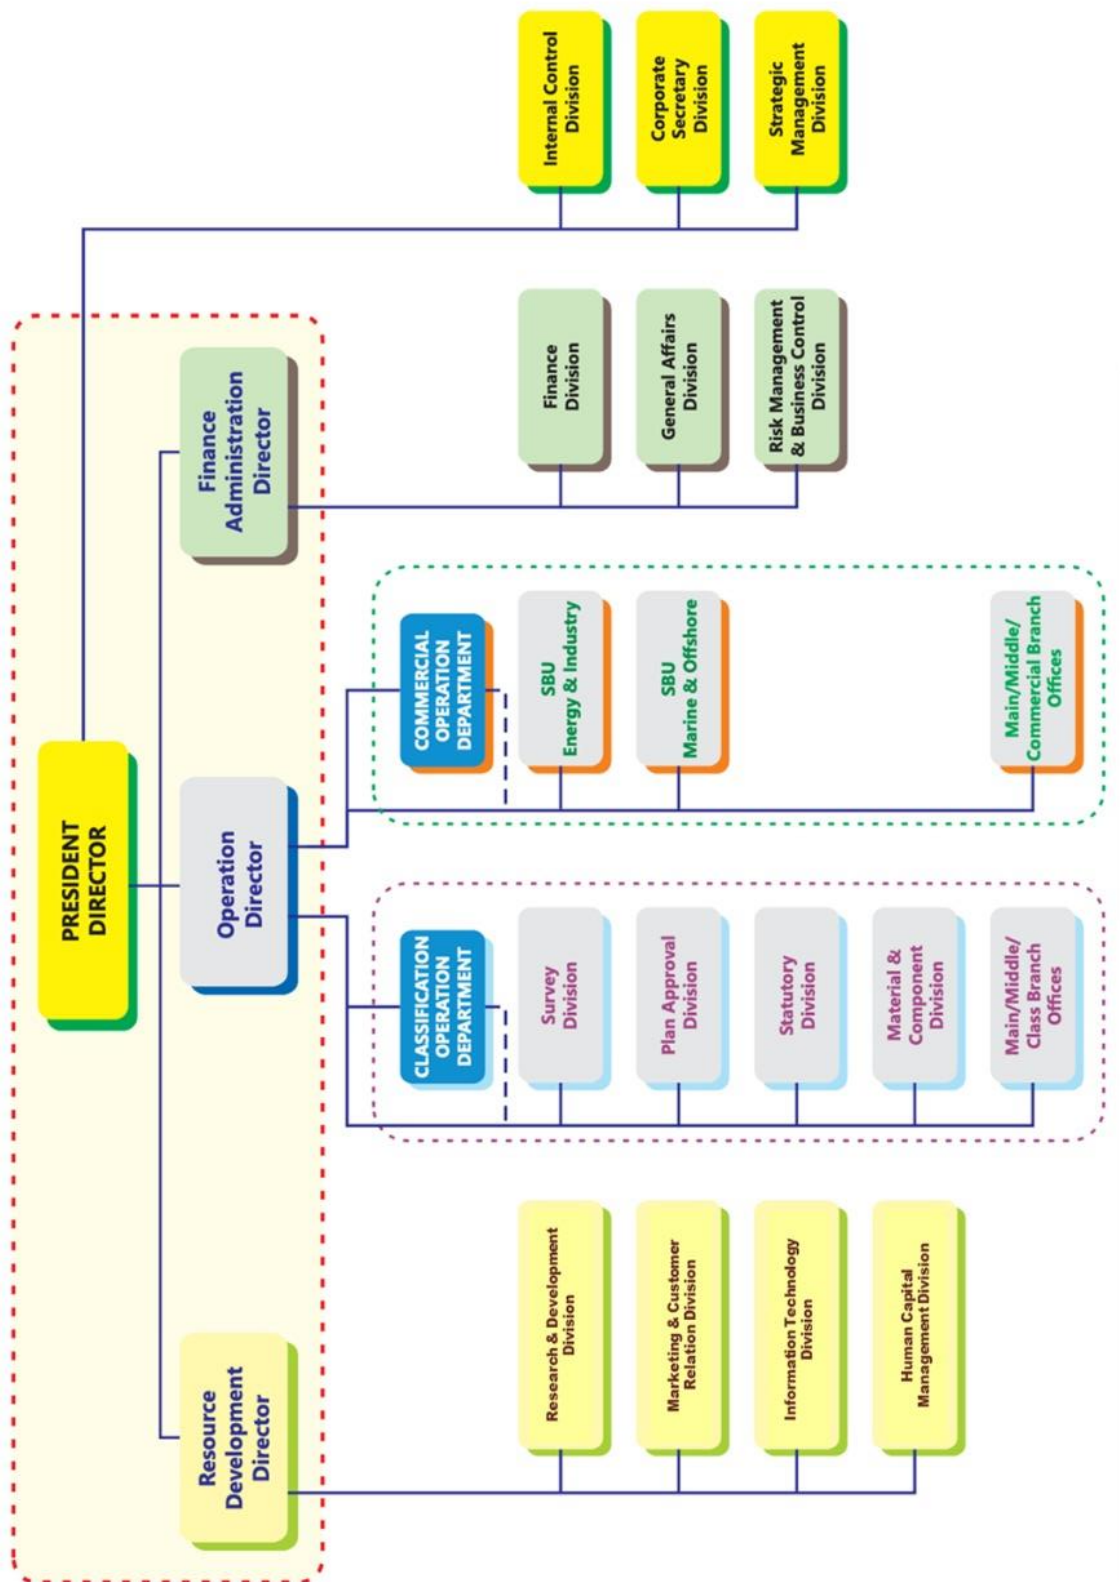 PRESIDENT
DIRECTOR
Resource
Development
Director
Operation
Director
Finance
Administration
Director
Research & Development
Division
Marketing & Customer
Relation Division
Information Technology
Division
Human Capital
Management Division
CLASSIFICATION
OPERATION
DEPARTMENT
Survey
Division
Plan Approval
Division
Statutory
Division
Material &
Component
Division
Main/Middle/
Class Branch
Offices
COMMERCIAL
OPERATION
DEPARTMENT
SBU
Energy & Industry
SBU
Marine & Offshore
Main/Middle/
Commercial Branch
Offices
Finance
Division
General Affairs
Division
Risk Management
& Business Control
Division
Internal Control
Division
Corporate
Secretary
Division
Strategic
Management
Division